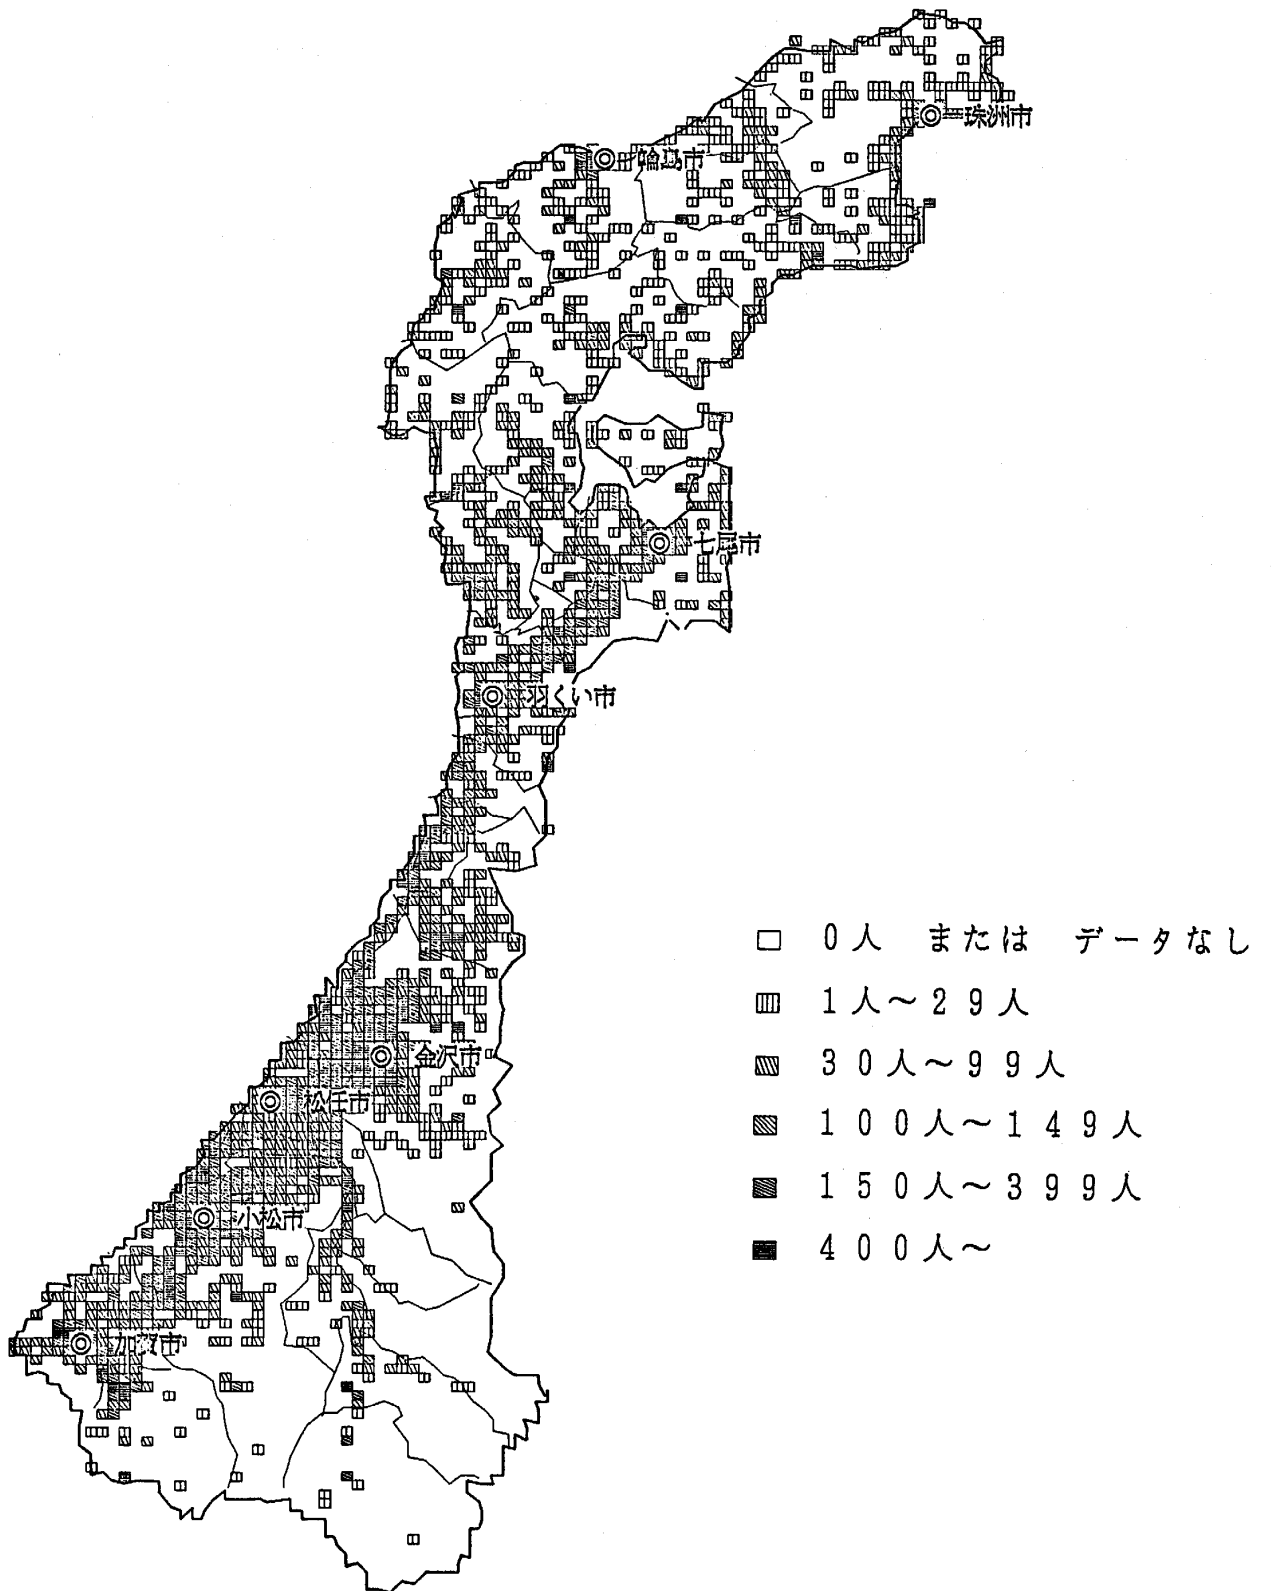 珠洲市
輪島市
七尾市
羽くい市
金沢市
松任市
小松市
加賀市
０人 または データなし
１人～２９人
３０人～９９人
１００人～１４９人
１５０人～３９９人
４００人～